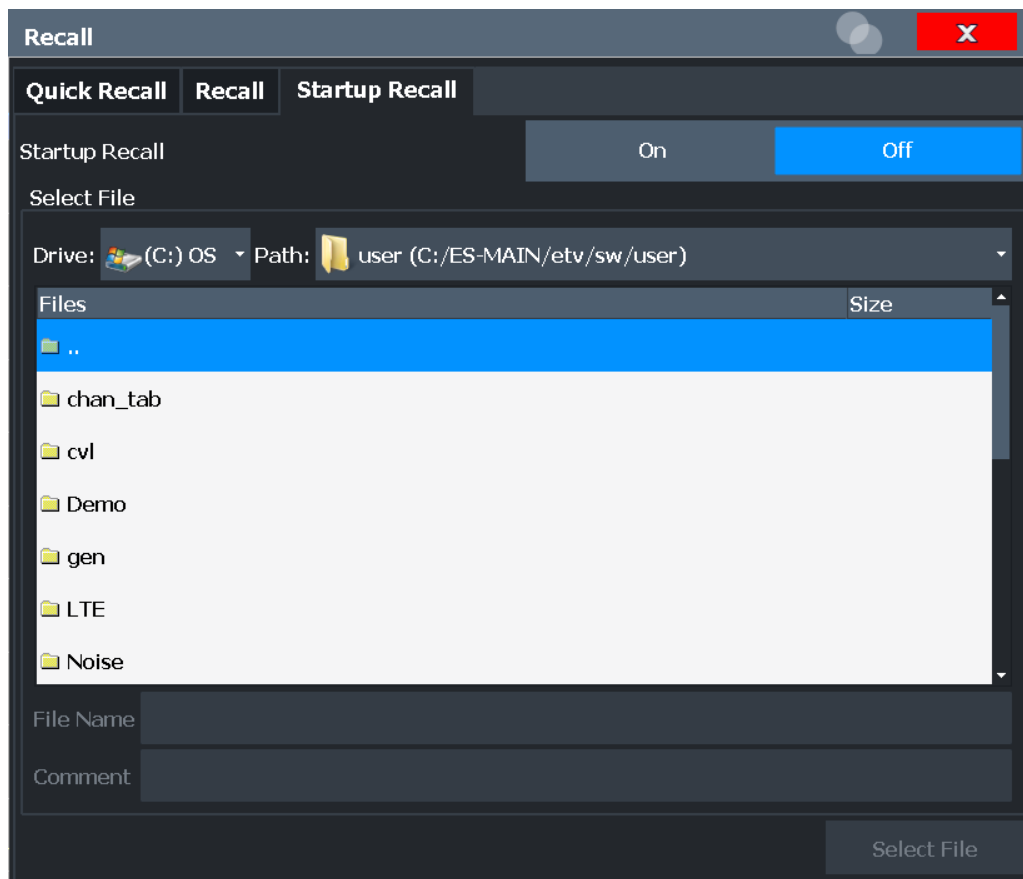 Recall X
Quick Recall Recall Startup Recall
Startup Recall On Off
Select File
Drive: (C:) OS Path: user (C:/ES-MAIN/etv/sw/user)
Files Size
..
chan_tab
cvl
Demo
gen
LTE
Noise
File Name
Comment
Select File